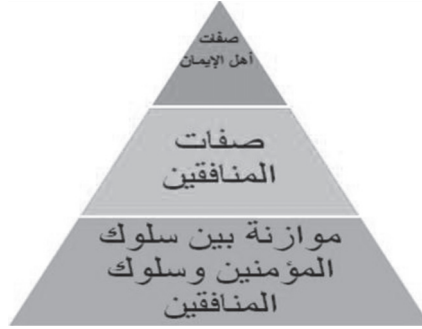 صفات
أهل الإيمان
صفات
المنافقين
موازنة بين سلوك
المؤمنين وسلوك
المنافقين